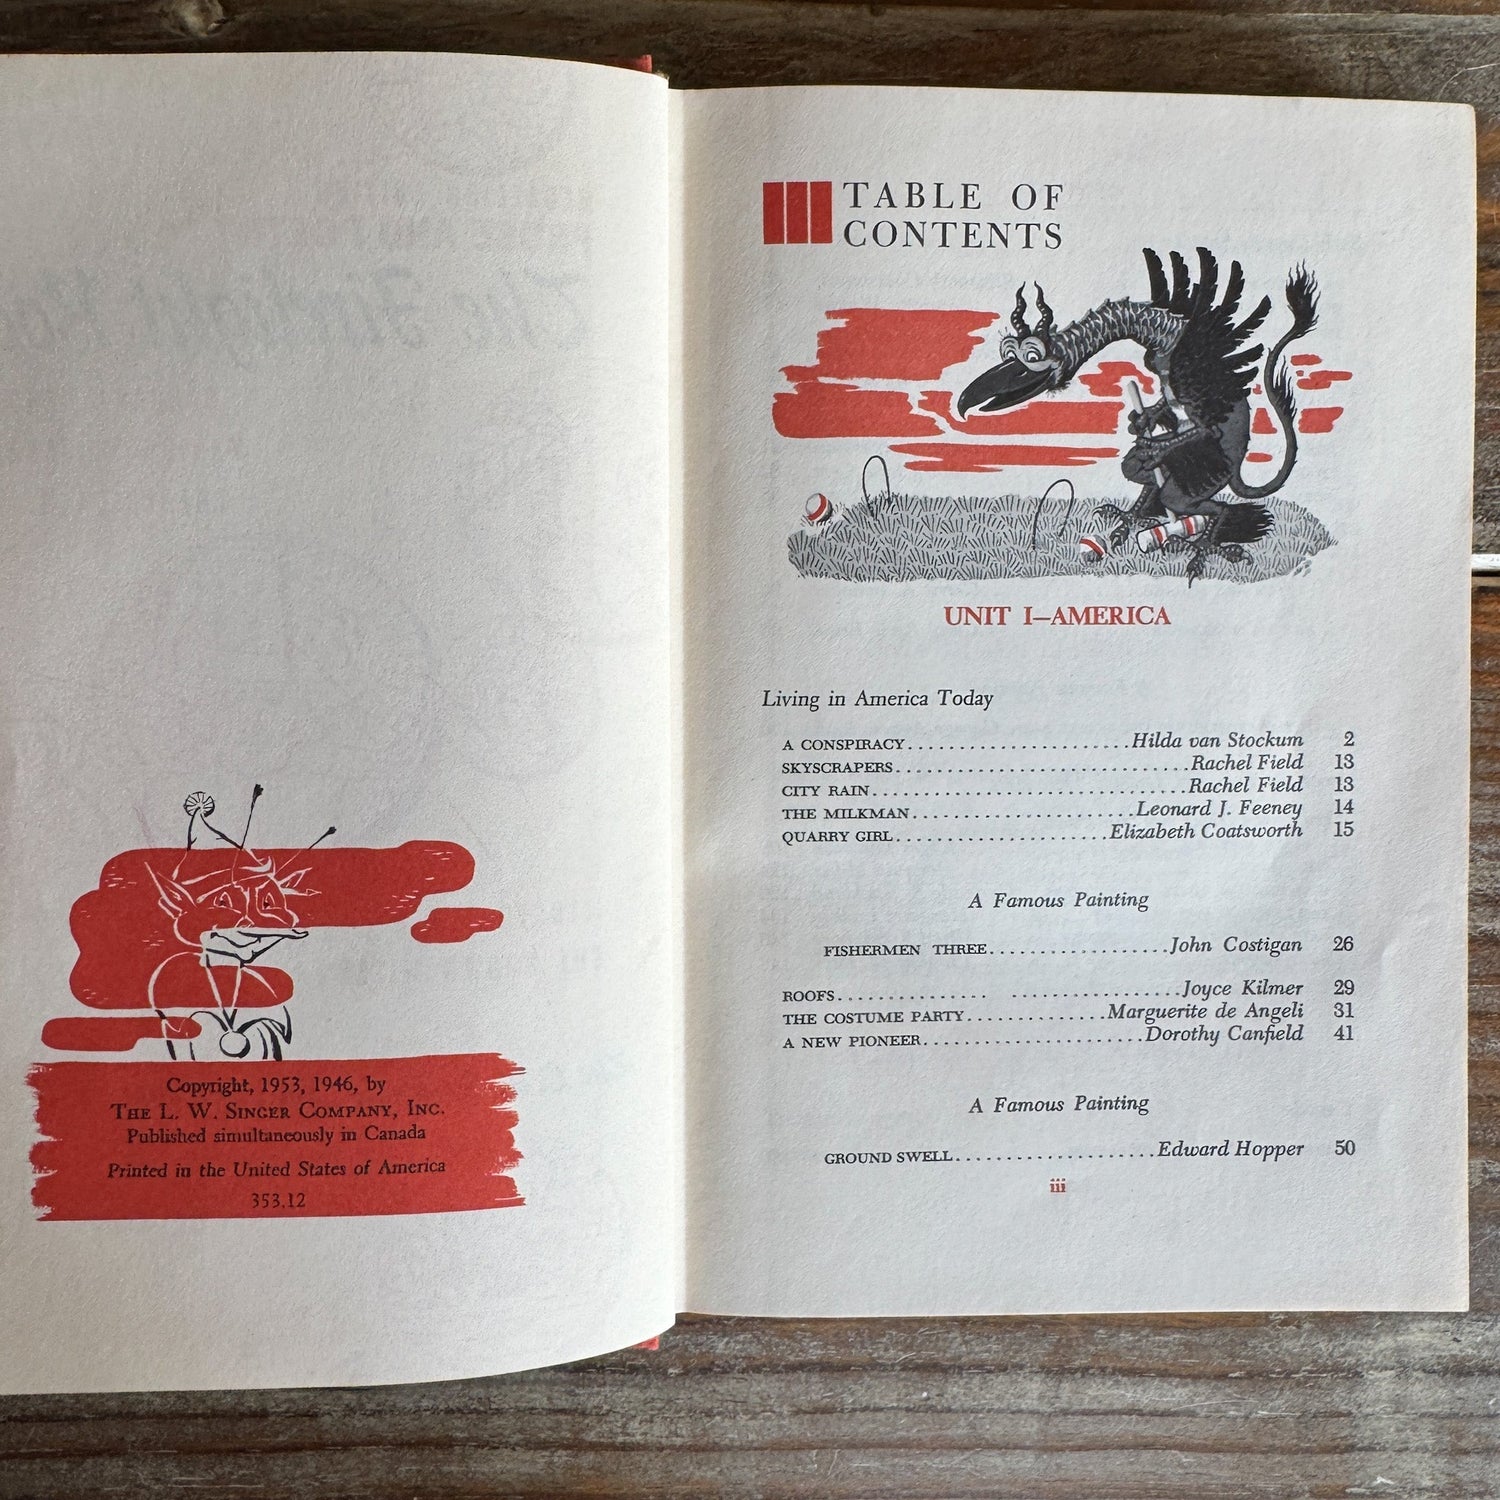 Copyright, 1953, 1946, by
THE L. W. SINGER COMPANY, INC.
Published simultaneously in Canada
Printed in the United States of America
353.12
TABLE OF
CONTENTS
UNIT I—AMERICA
Living in America Today
A CONSPIRACY......................Hilda van Stockum 2
SKYSCRAPERS............................Rachel Field 13
CITY RAIN..............................Rachel Field 13
THE MILKMAN.....................Leonard J. Feeney 14
QUARRY GIRL.....................Elizabeth Coatsworth 15
A Famous Painting
FISHERMEN THREE.................John Costigan 26
ROOFS............... .................Joyce Kilmer 29
THE COSTUME PARTY..............Marguerite de Angeli 31
A NEW PIONEER.....................Dorothy Canfield 41
A Famous Painting
GROUND SWELL...................Edward Hopper 50
iii